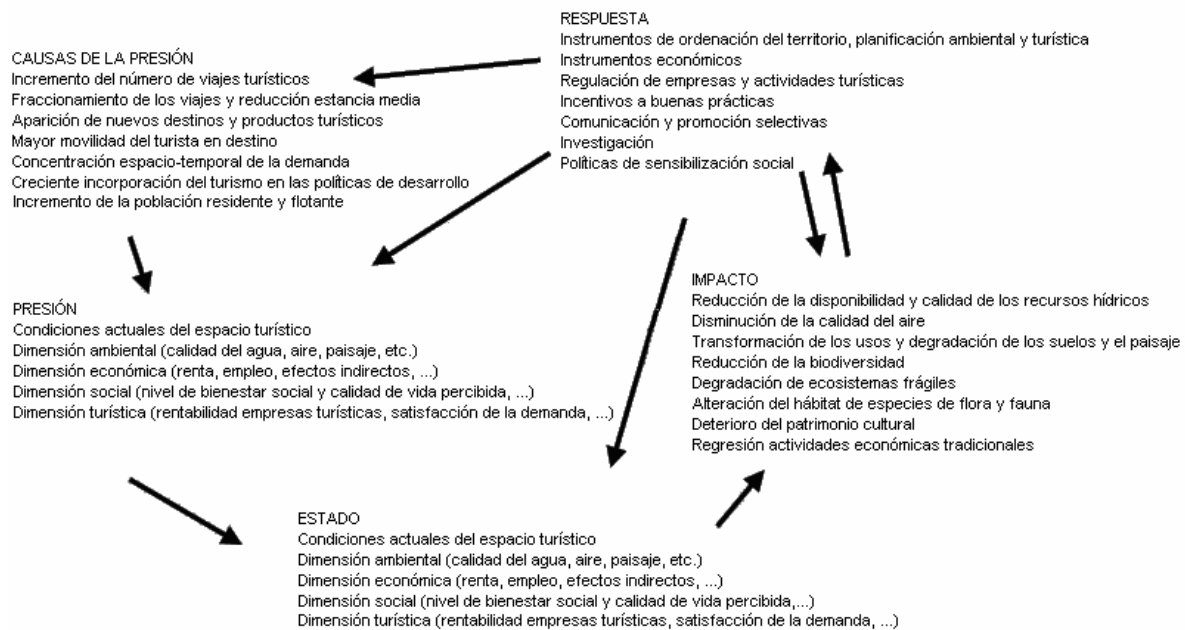 CAUSAS DE LA PRESIÓN
Incremento del número de viajes turísticos
Fraccionamiento de los viajes y reducción estancia media
Aparición de nuevos destinos y productos turísticos
Mayor movilidad del turista en destino
Concentración espacio-temporal de la demanda
Creciente incorporación del turismo en las políticas de desarrollo
Incremento de la población residente y flotante
RESPUESTA
Instrumentos de ordenación del territorio, planificación ambiental y turística
Instrumentos económicos
Regulación de empresas y actividades turísticas
Incentivos a buenas prácticas
Comunicación y promoción selectivas
Investigación
Políticas de sensibilización social
PRESIÓN
Condiciones actuales del espacio turístico
Dimensión ambiental (calidad del agua, aire, paisaje, etc.)
Dimensión económica (renta, empleo, efectos indirectos, ...)
Dimensión social (nivel de bienestar social y calidad de vida percibida, ...)
Dimensión turística (rentabilidad empresas turísticas, satisfacción de la demanda, ...)
IMPACTO
Reducción de la disponibilidad y calidad de los recursos hídricos
Disminución de la calidad del aire
Transformación de los usos y degradación de los suelos y el paisaje
Reducción de la biodiversidad
Degradación de ecosistemas frágiles
Alteración del hábitat de especies de flora y fauna
Deterioro del patrimonio cultural
Regresión actividades económicas tradicionales
ESTADO
Condiciones actuales del espacio turístico
Dimensión ambiental (calidad del agua, aire, paisaje, etc.)
Dimensión económica (renta, empleo, efectos indirectos, ...)
Dimensión social (nivel de bienestar social y calidad de vida percibida,...)
Dimensión turística (rentabilidad empresas turísticas, satisfacción de la demanda, ...)